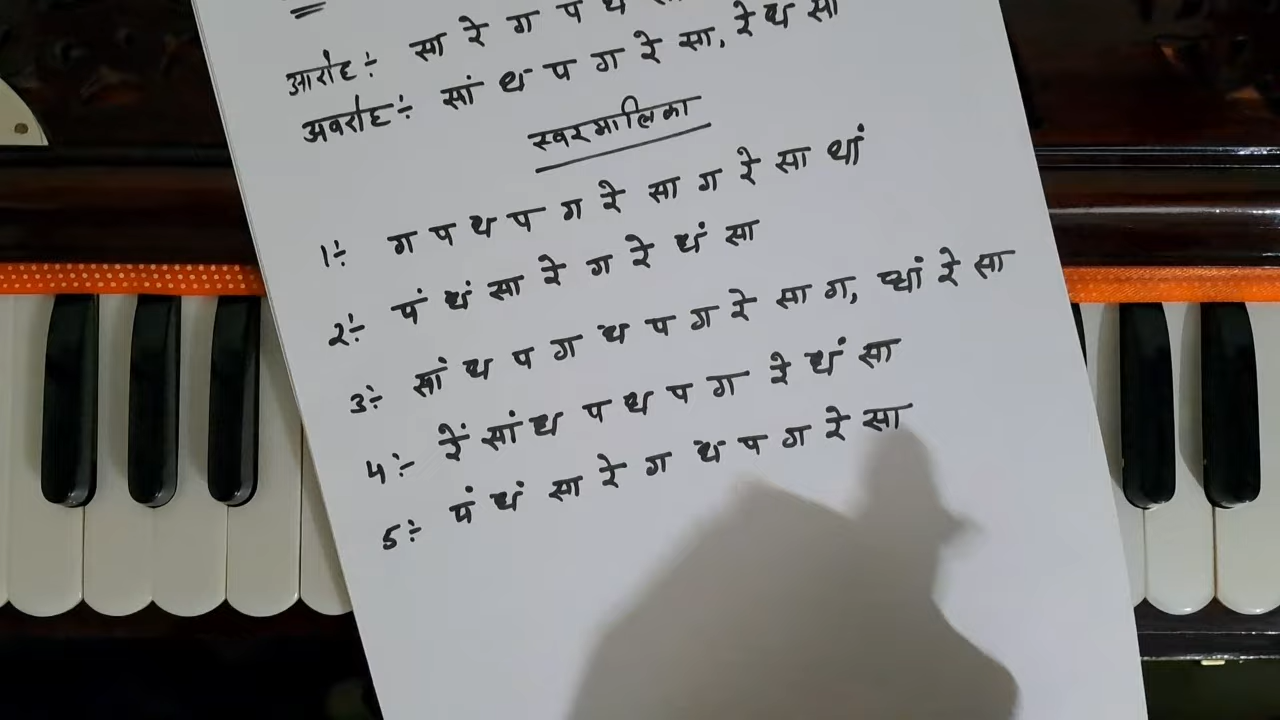 आरोह ÷ सा रे ग प ध
अवरोह ÷ सां ध प ग रे सा, रे ध सा
स्वरमालिका
1 ÷ ग प ध प ग रे सा ग रे सा धां
2 ÷ पं धं सा रे ग रे धं सा
3 ÷ सां ध प ग ध प ग रे सा ग, ध्धां रे सा
4 ÷ रें सां ध प ध प ग रे धं सा
5 ÷ पं धं सा रे ग ध प ग रे सा